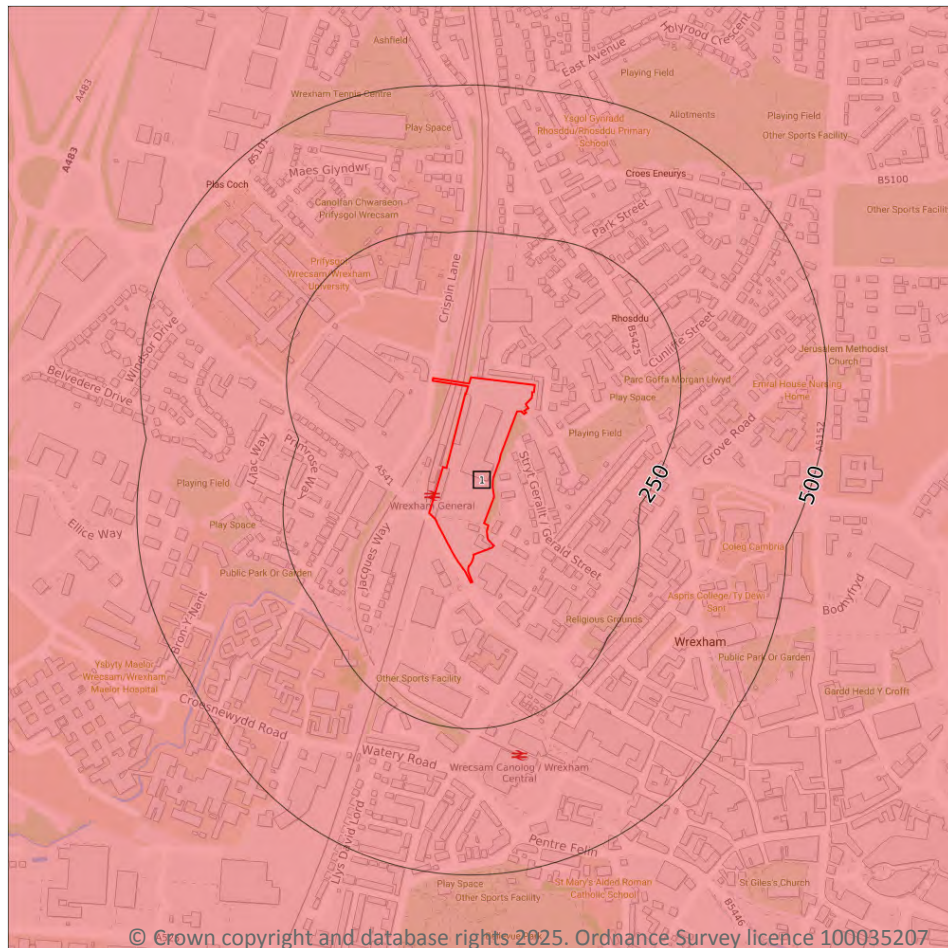 Ashfield
Holyrood Crescent
East Avenue
Playing Field
A483
Wrexham Tennis Centre
Allotments
Playing Field
Play Space
Ysgol Gynradd
Rhosddu/Rhosddu Primary
School
Other Sports Facility
B5101
A483
Maes Glyndwr
Croes Eneurys
B5100
Plas Coch
Canolfan Chwaraeon
Prifysgol Wrecsam
Park Street
Other Sports Facilit
Prifysgol
Wrecsam/Wrexham
University
Crispin Lane
Rhosddu
B5425
Cunliffe Street
Windsor Drive
Jerusalem Methodist
Church
Belvedere Drive
Parc Goffa Morgan Llwyd
Play Space
Emral House Nursing
Home
A5152
Lilac Way
Primrose Way
Playing Field
Grove Road
A541
Stryt Gerallt / Gerald Street
1
250
500
Playing Field
Wrexham General
Play Space
Ellice Way
Jacques Way
Coleg Cambria
Public Park Or Garden
Bron-Y-Nant
Aspris College/Ty Dewi
Sant
Bodhyfryd
Religious Grounds
Wrexham
Public Park Or Garden
Ysbyty Maelor
Wrecsam/Wrexham
Maelor Hospital
Other Sports Facility
Gardd Hedd Y Crofft
Croesnewydd Road
Watery Road
Wrecsam Canolog / Wrexham
Central
Llys David Lord
Pentre Felin
Play Space
St Mary's Aided Roman
Catholic School
St Giles's Church
Other Sports Facility
B5446
© Crown copyright and database rights 2025. Ordnance Survey licence 100035207